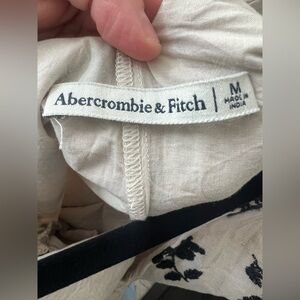 Abercrombie & Fitch
M
MADE IN
INDIA